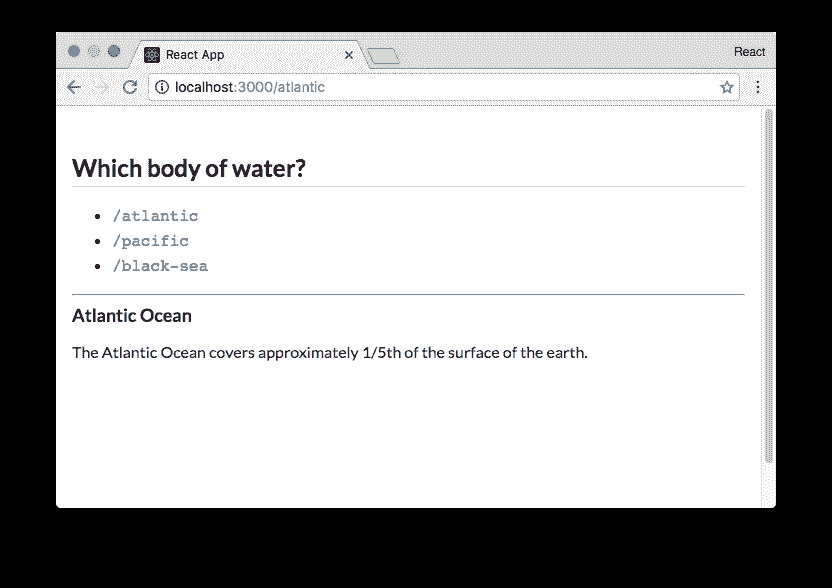 React App
React
localhost:3000/atlantic
Which body of water?
/atlantic
/pacific
/black-sea
Atlantic Ocean
The Atlantic Ocean covers approximately 1/5th of the surface of the earth.